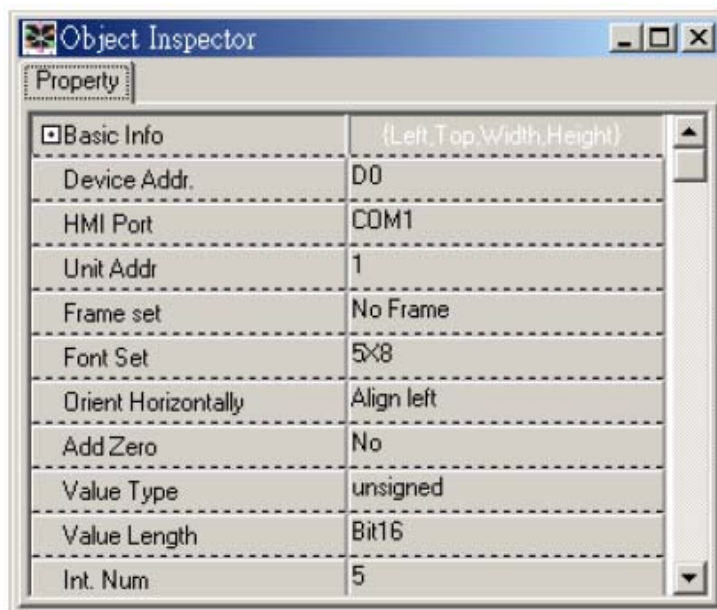 Object Inspector
Property
Basic Info {Left,Top,Width,Height}
Device Addr. D0
HMI Port COM1
Unit Addr 1
Frame set No Frame
Font Set 5X8
Orient Horizontally Align left
Add Zero No
Value Type unsigned
Value Length Bit16
Int. Num 5